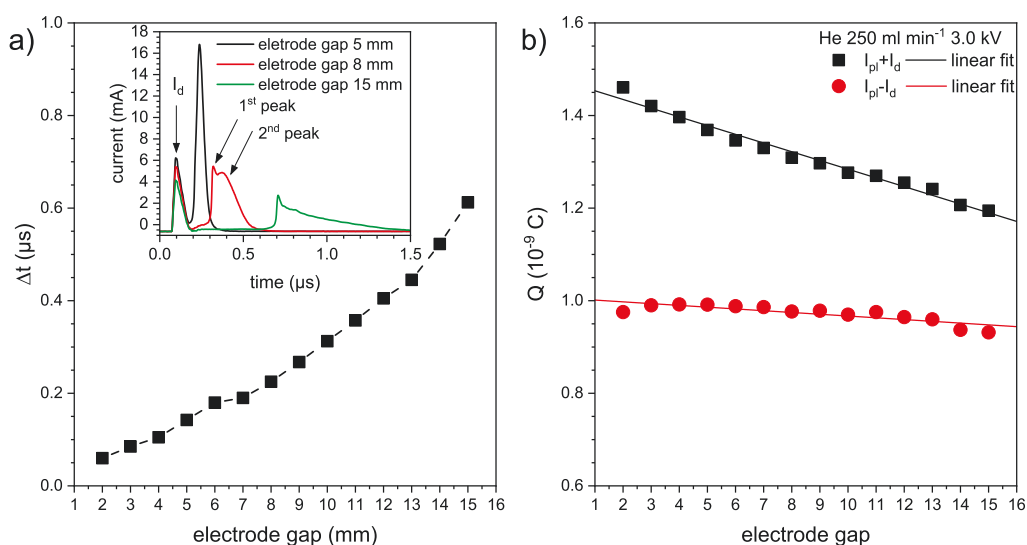 a)
1.0
0.8
0.6
0.4
0.2
0.0
Δt (µs)
1 2 3 4 5 6 7 8 9 10 11 12 13 14 15 16
electrode gap (mm)
18
16
14
12
10
8
6
4
2
0
current (mA)
eletrode gap 5 mm
eletrode gap 8 mm
eletrode gap 15 mm
I_d
1^st peak
2^nd peak
0.0 0.5 1.0 1.5
time (µs)
b)
1.6
1.4
1.2
1.0
0.8
0.6
Q (10^-9 C)
He 250 ml min^-1 3.0 kV
I_pl+I_d linear fit
I_pl-I_d linear fit
1 2 3 4 5 6 7 8 9 10 11 12 13 14 15 16
electrode gap